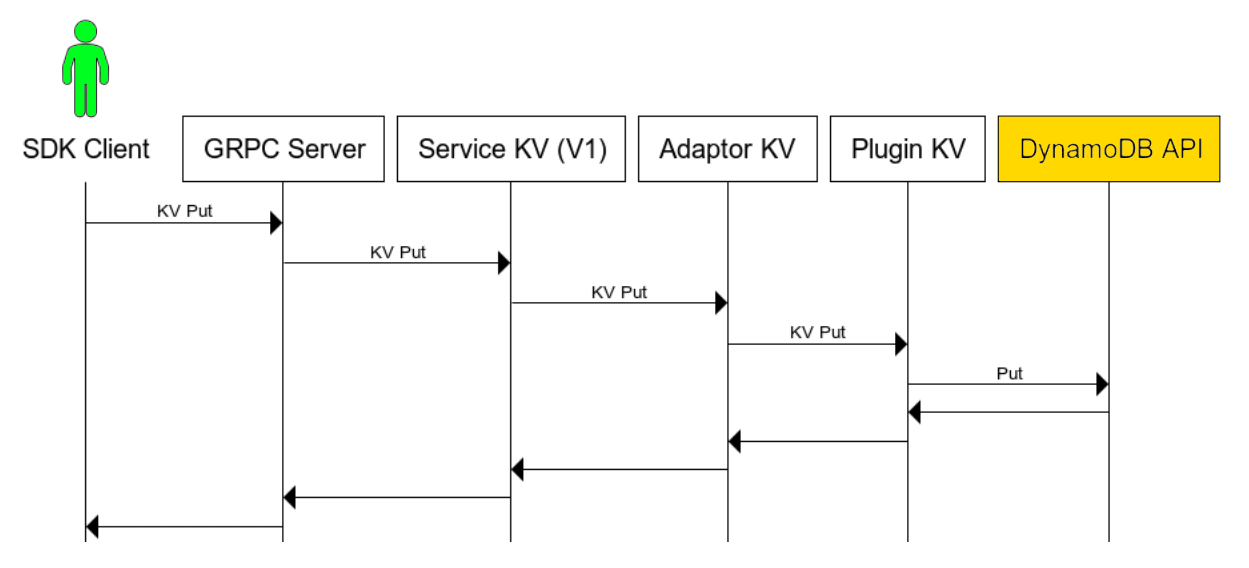 SDK Client
GRPC Server
Service KV (V1)
Adaptor KV
Plugin KV
DynamoDB API
KV Put
KV Put
KV Put
KV Put
Put